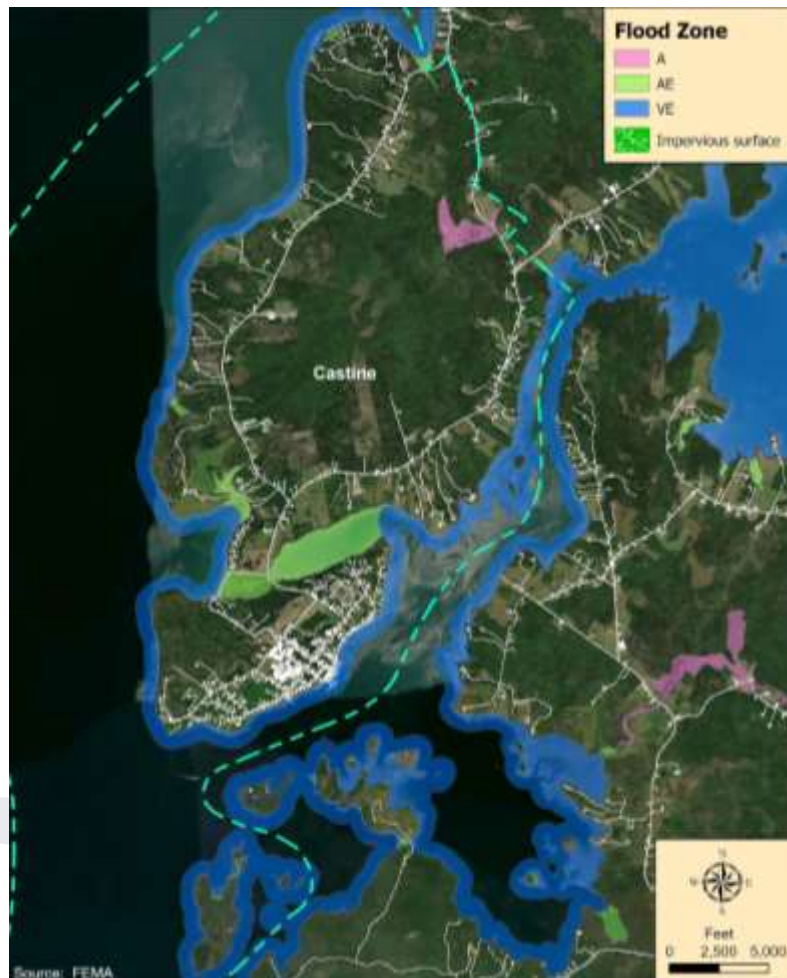 Flood Zone
A
AE
VE
Impervious surface
Castine
N
W E
S
Feet
0 2,500 5,000
Source: FEMA